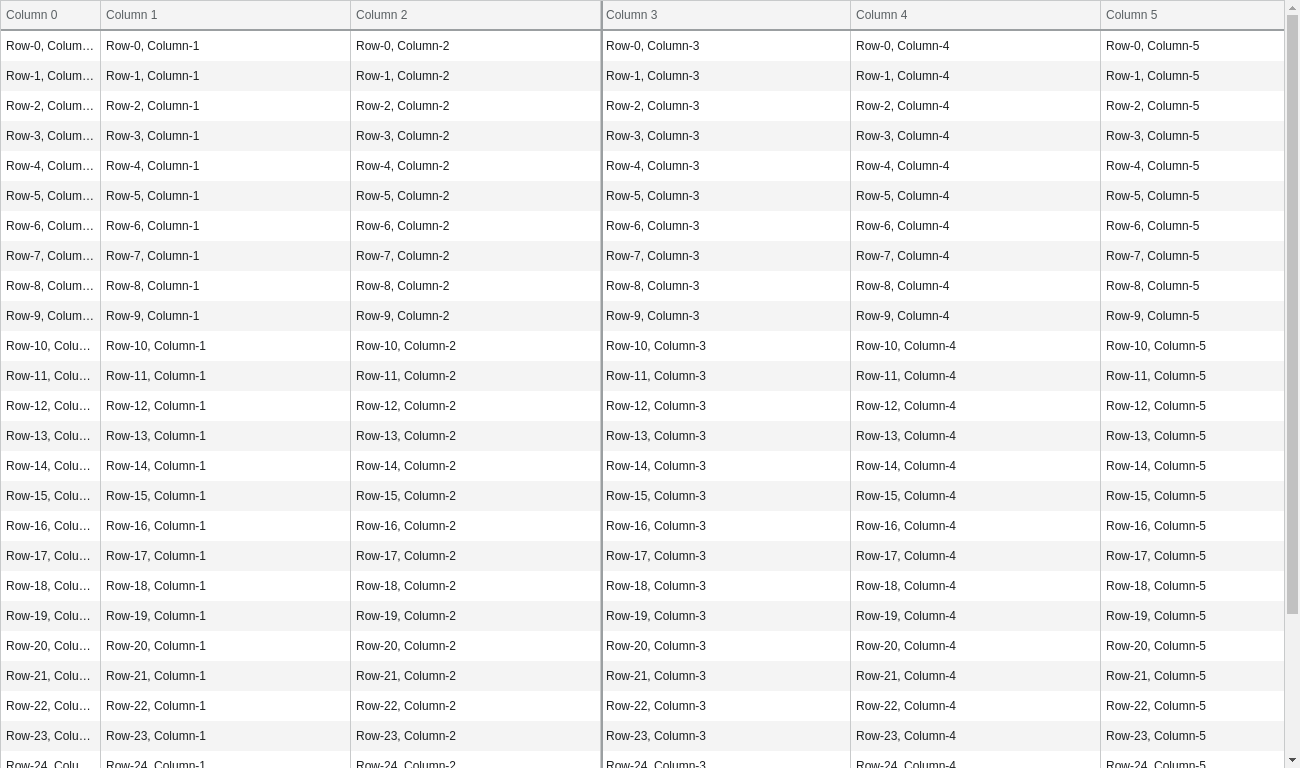 Column 0 Column 1 Column 2 Column 3 Column 4 Column 5
Row-0, Colum… Row-0, Column-1 Row-0, Column-2 Row-0, Column-3 Row-0, Column-4 Row-0, Column-5
Row-1, Colum… Row-1, Column-1 Row-1, Column-2 Row-1, Column-3 Row-1, Column-4 Row-1, Column-5
Row-2, Colum… Row-2, Column-1 Row-2, Column-2 Row-2, Column-3 Row-2, Column-4 Row-2, Column-5
Row-3, Colum… Row-3, Column-1 Row-3, Column-2 Row-3, Column-3 Row-3, Column-4 Row-3, Column-5
Row-4, Colum… Row-4, Column-1 Row-4, Column-2 Row-4, Column-3 Row-4, Column-4 Row-4, Column-5
Row-5, Colum… Row-5, Column-1 Row-5, Column-2 Row-5, Column-3 Row-5, Column-4 Row-5, Column-5
Row-6, Colum… Row-6, Column-1 Row-6, Column-2 Row-6, Column-3 Row-6, Column-4 Row-6, Column-5
Row-7, Colum… Row-7, Column-1 Row-7, Column-2 Row-7, Column-3 Row-7, Column-4 Row-7, Column-5
Row-8, Colum… Row-8, Column-1 Row-8, Column-2 Row-8, Column-3 Row-8, Column-4 Row-8, Column-5
Row-9, Colum… Row-9, Column-1 Row-9, Column-2 Row-9, Column-3 Row-9, Column-4 Row-9, Column-5
Row-10, Colu… Row-10, Column-1 Row-10, Column-2 Row-10, Column-3 Row-10, Column-4 Row-10, Column-5
Row-11, Colu… Row-11, Column-1 Row-11, Column-2 Row-11, Column-3 Row-11, Column-4 Row-11, Column-5
Row-12, Colu… Row-12, Column-1 Row-12, Column-2 Row-12, Column-3 Row-12, Column-4 Row-12, Column-5
Row-13, Colu… Row-13, Column-1 Row-13, Column-2 Row-13, Column-3 Row-13, Column-4 Row-13, Column-5
Row-14, Colu… Row-14, Column-1 Row-14, Column-2 Row-14, Column-3 Row-14, Column-4 Row-14, Column-5
Row-15, Colu… Row-15, Column-1 Row-15, Column-2 Row-15, Column-3 Row-15, Column-4 Row-15, Column-5
Row-16, Colu… Row-16, Column-1 Row-16, Column-2 Row-16, Column-3 Row-16, Column-4 Row-16, Column-5
Row-17, Colu… Row-17, Column-1 Row-17, Column-2 Row-17, Column-3 Row-17, Column-4 Row-17, Column-5
Row-18, Colu… Row-18, Column-1 Row-18, Column-2 Row-18, Column-3 Row-18, Column-4 Row-18, Column-5
Row-19, Colu… Row-19, Column-1 Row-19, Column-2 Row-19, Column-3 Row-19, Column-4 Row-19, Column-5
Row-20, Colu… Row-20, Column-1 Row-20, Column-2 Row-20, Column-3 Row-20, Column-4 Row-20, Column-5
Row-21, Colu… Row-21, Column-1 Row-21, Column-2 Row-21, Column-3 Row-21, Column-4 Row-21, Column-5
Row-22, Colu… Row-22, Column-1 Row-22, Column-2 Row-22, Column-3 Row-22, Column-4 Row-22, Column-5
Row-23, Colu… Row-23, Column-1 Row-23, Column-2 Row-23, Column-3 Row-23, Column-4 Row-23, Column-5
Row-24, Colu… Row-24, Column-1 Row-24, Column-2 Row-24, Column-3 Row-24, Column-4 Row-24, Column-5